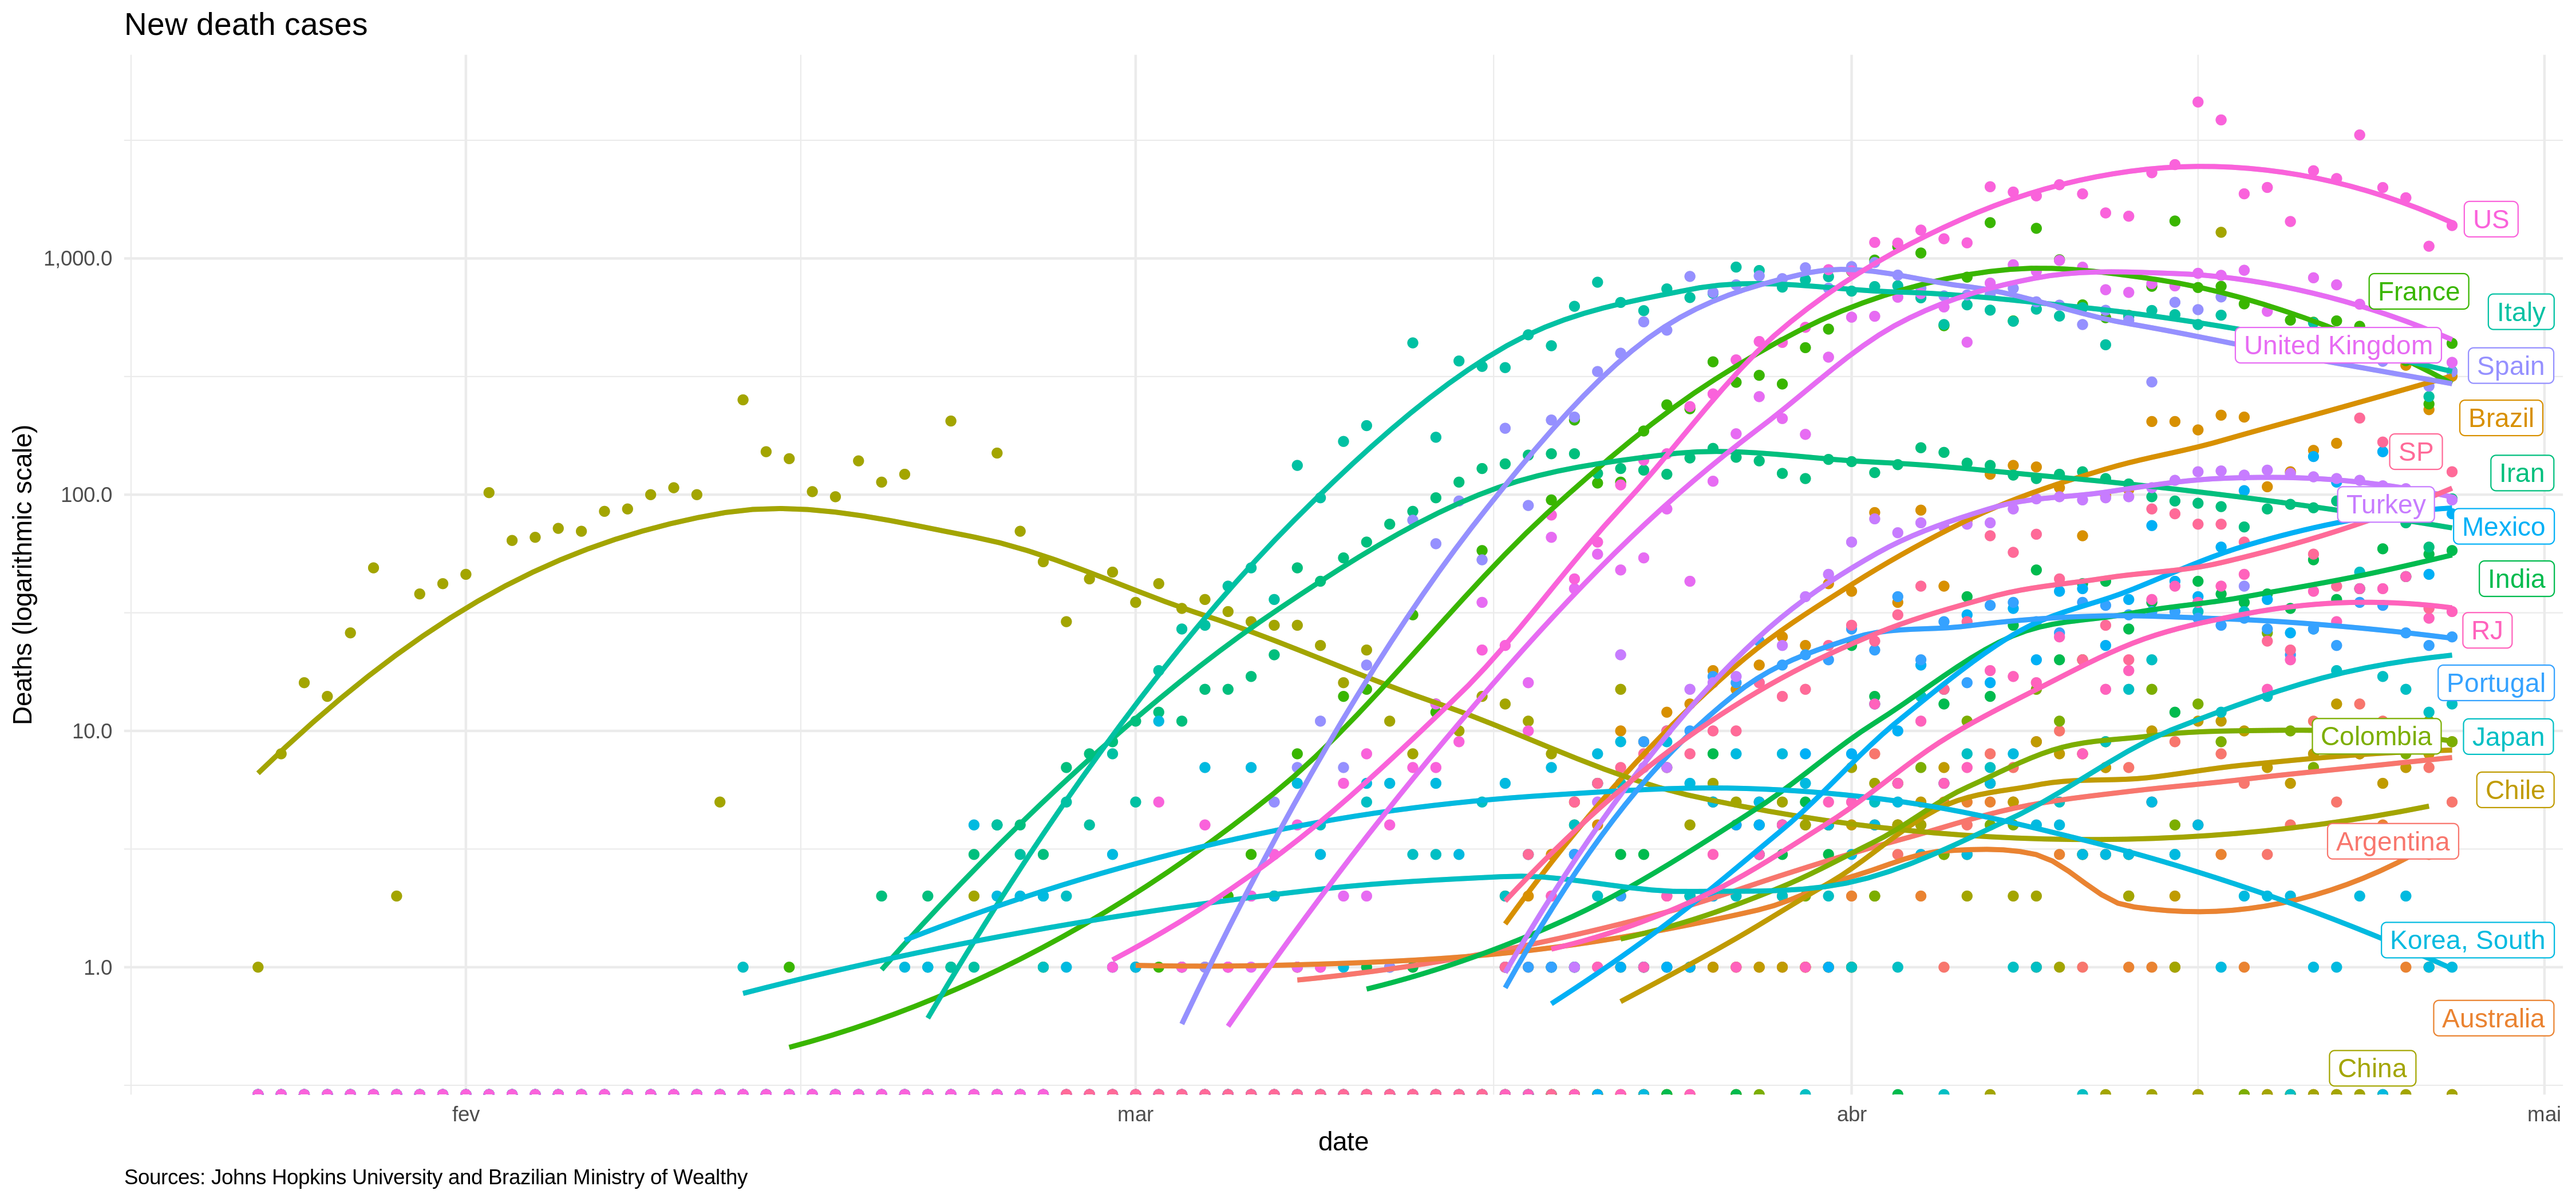 New death cases
Deaths (logarithmic scale)
1,000.0
100.0
10.0
1.0
US
France
Italy
United Kingdom
Spain
Brazil
SP
Iran
Turkey
Mexico
India
RJ
Portugal
Colombia
Japan
Chile
Argentina
Korea, South
Australia
China
fev
mar
abr
mai
date
Sources: Johns Hopkins University and Brazilian Ministry of Wealthy